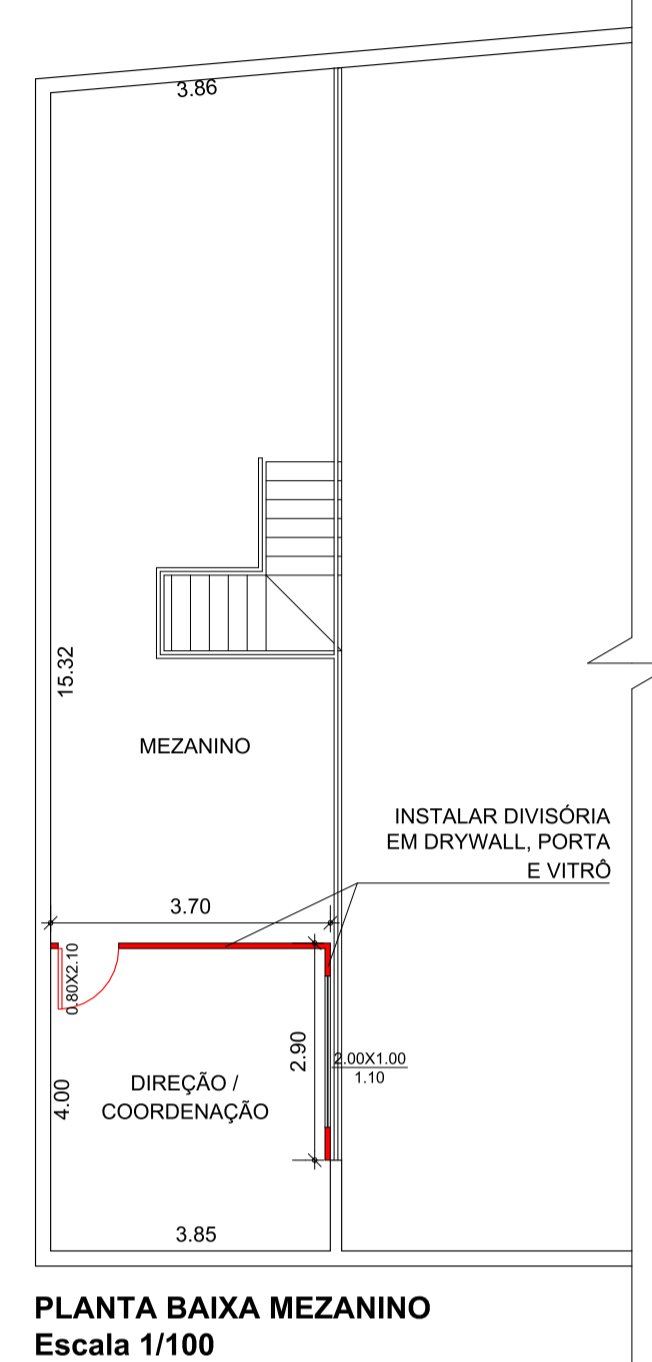 3.86
15.32
MEZANINO
INSTALAR DIVISÓRIA
EM DRYWALL, PORTA
E VITRÔ
3.70
0.80X2.10
2.90
2.00X1.00
1.10
4.00
DIREÇÃO /
COORDENAÇÃO
3.85
PLANTA BAIXA MEZANINO
Escala 1/100